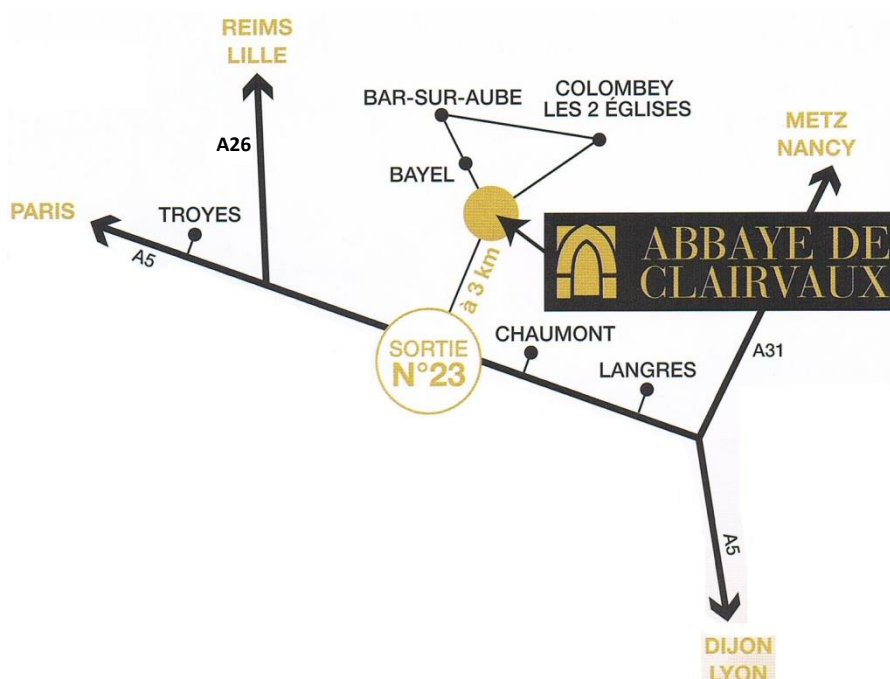 REIMS
LILLE
BAR-SUR-AUBE
COLOMBEY
LES 2 ÉGLISES
A26
METZ
NANCY
BAYEL
PARIS
TROYES
A5
ABBAYE DE
CLAIRVAUX
à 3 km
SORTIE
N°23
CHAUMONT
A31
LANGRES
A5
DIJON
LYON